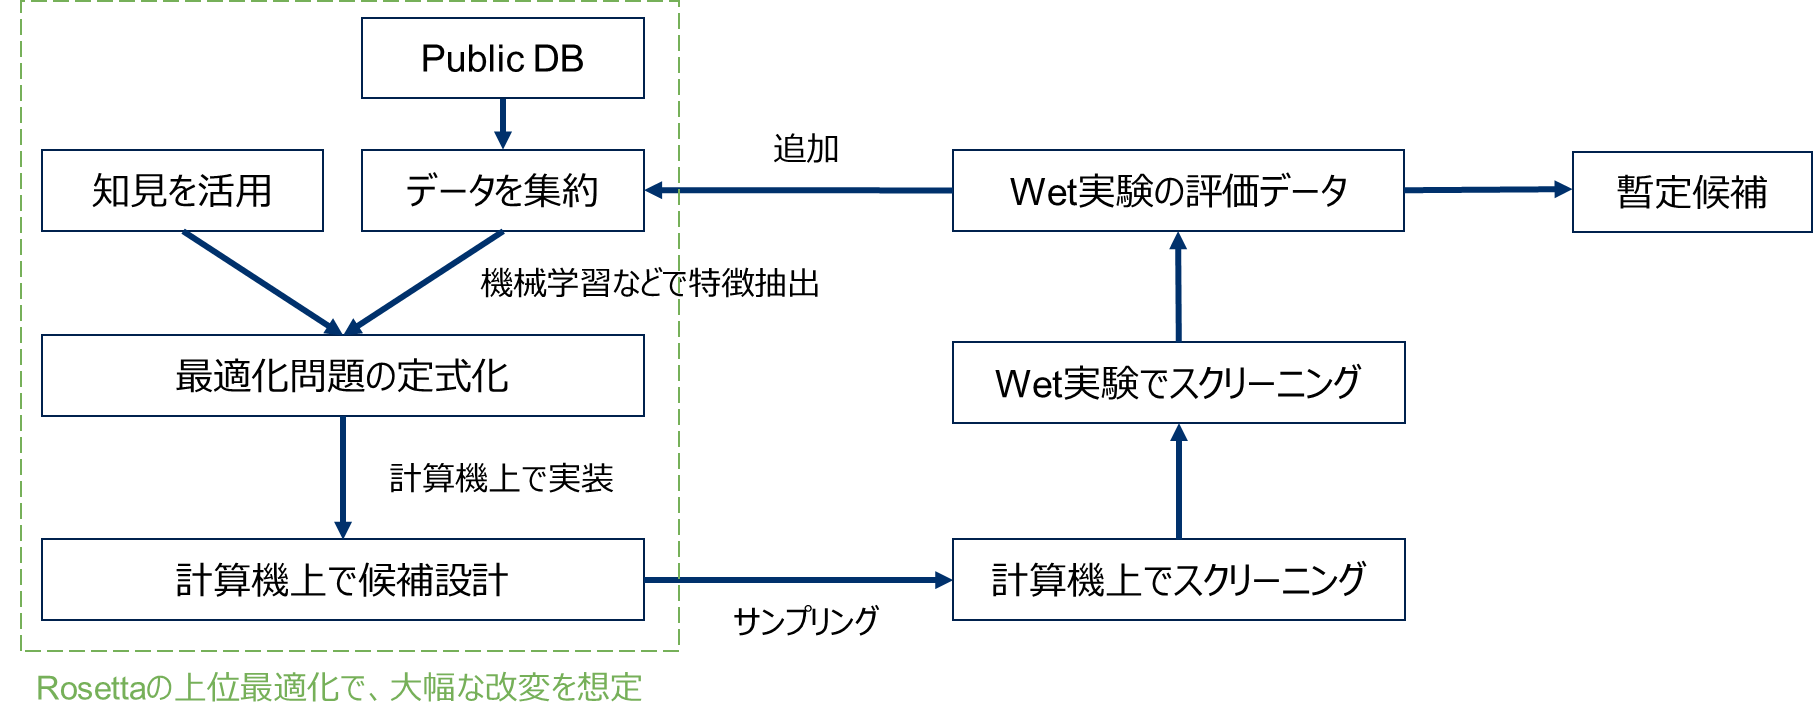 Public DB
知見を活用
データを集約
追加
Wet実験の評価データ
暫定候補
機械学習などで特徴抽出
最適化問題の定式化
Wet実験でスクリーニング
計算機上で実装
計算機上で候補設計
サンプリング
計算機上でスクリーニング
Rosettaの上位最適化で、大幅な改変を想定